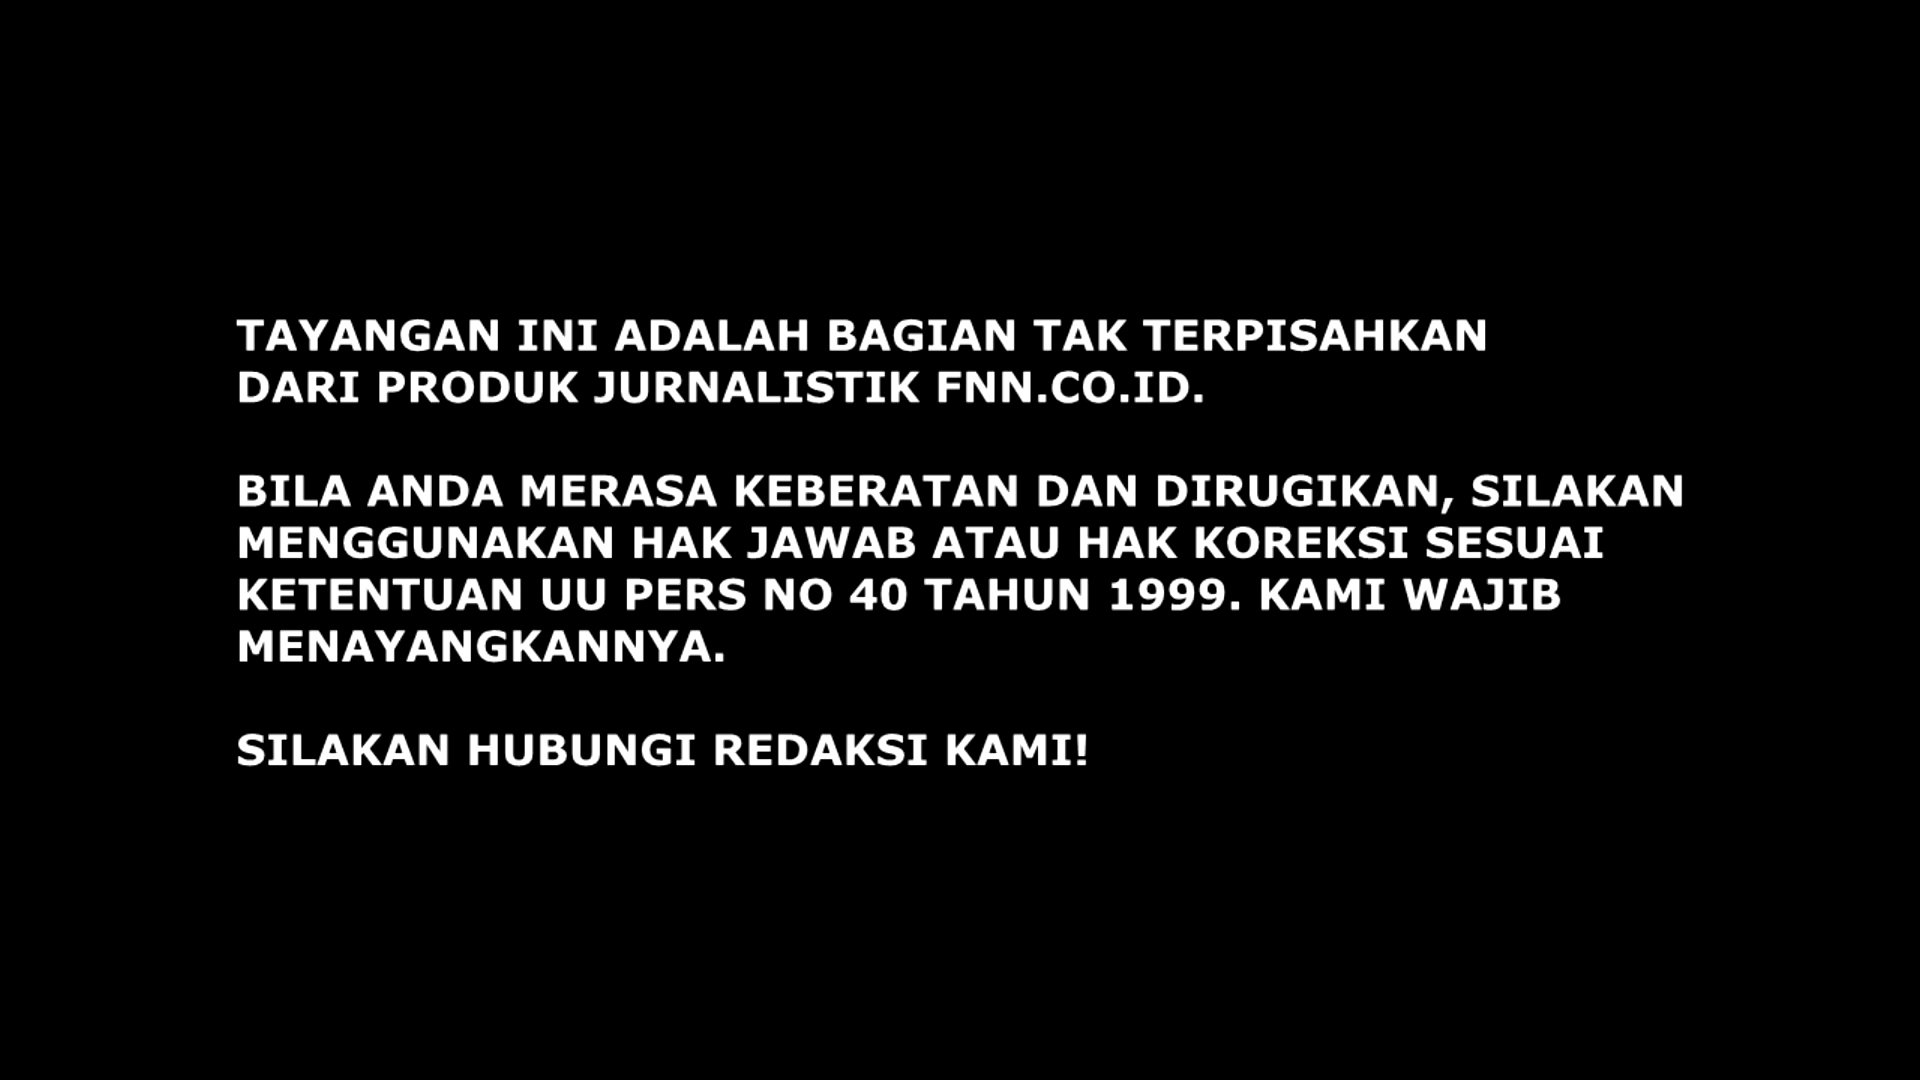 TAYANGAN INI ADALAH BAGIAN TAK TERPISAHKAN
DARI PRODUK JURNALISTIK FNN.CO.ID.
BILA ANDA MERASA KEBERATAN DAN DIRUGIKAN, SILAKAN
MENGGUNAKAN HAK JAWAB ATAU HAK KOREKSI SESUAI
KETENTUAN UU PERS NO 40 TAHUN 1999. KAMI WAJIB
MENAYANGKANNYA.
SILAKAN HUBUNGI REDAKSI KAMI!